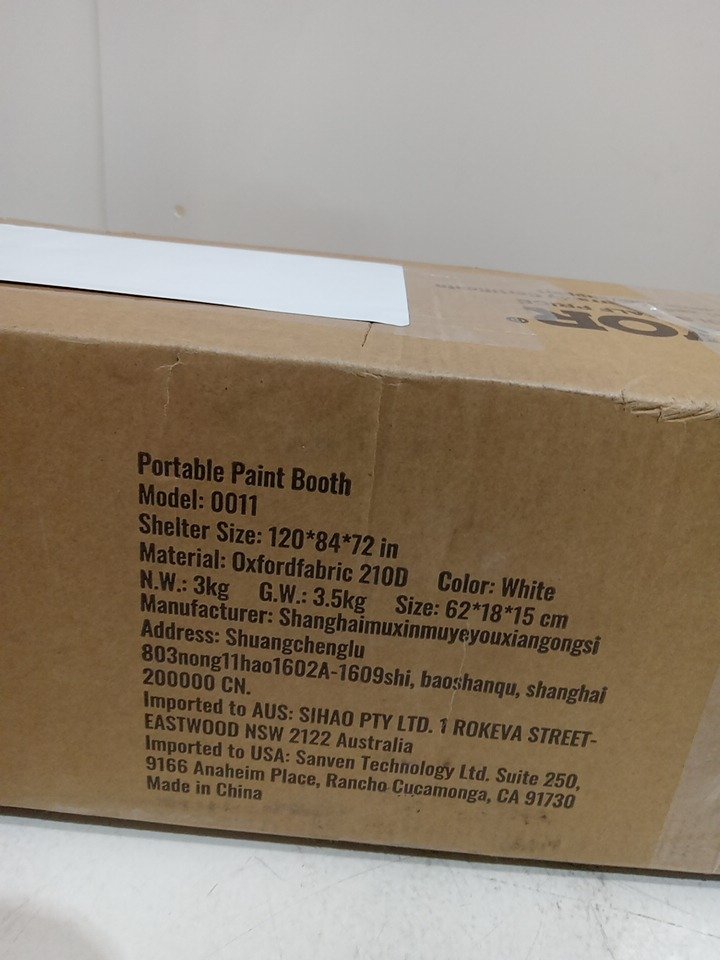 Portable Paint Booth
Model: 0011
Shelter Size: 120*84*72 in
Material: Oxfordfabric 210D Color: White
N.W.: 3kg G.W.: 3.5kg Size: 62*18*15 cm
Manufacturer: Shanghaimuxinmuyeyouxiangongsi
Address: Shuangchenglu
803nong11hao1602A-1609shi, baoshanqu, shanghai
200000 CN.
Imported to AUS: SIHAO PTY LTD. 1 ROKEVA STREET-
EASTWOOD NSW 2122 Australia
Imported to USA: Sanven Technology Ltd. Suite 250,
9166 Anaheim Place, Rancho Cucamonga, CA 91730
Made in China